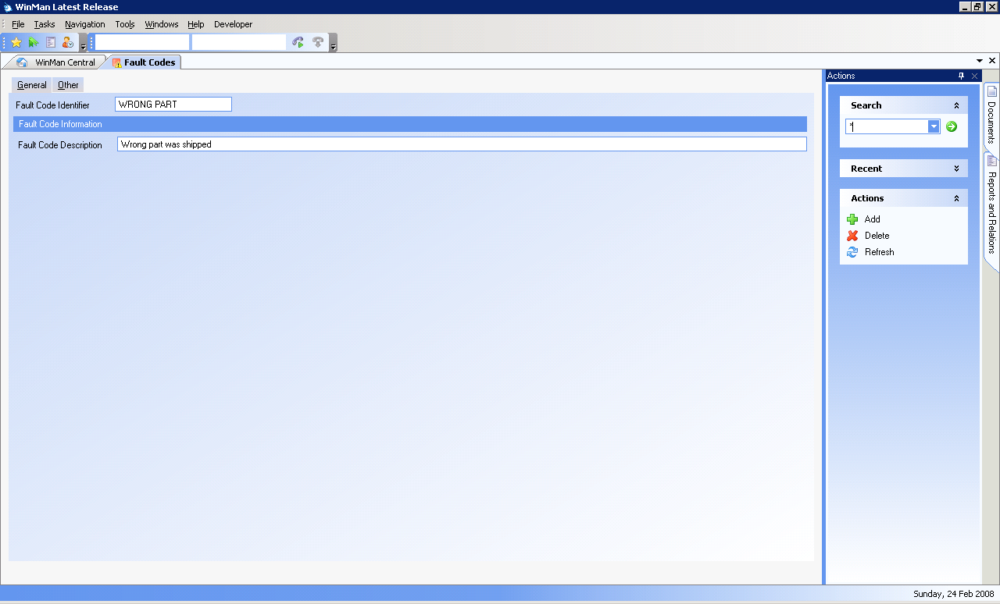 WinMan Latest Release
File Tasks Navigation Tools Windows Help Developer
WinMan Central Fault Codes
General Other
Fault Code Identifier WRONG PART
Fault Code Information
Fault Code Description Wrong part was shipped
Actions
Search
*
Recent
Actions
Add
Delete
Refresh
Documents
Reports and Relations
Sunday, 24 Feb 2008